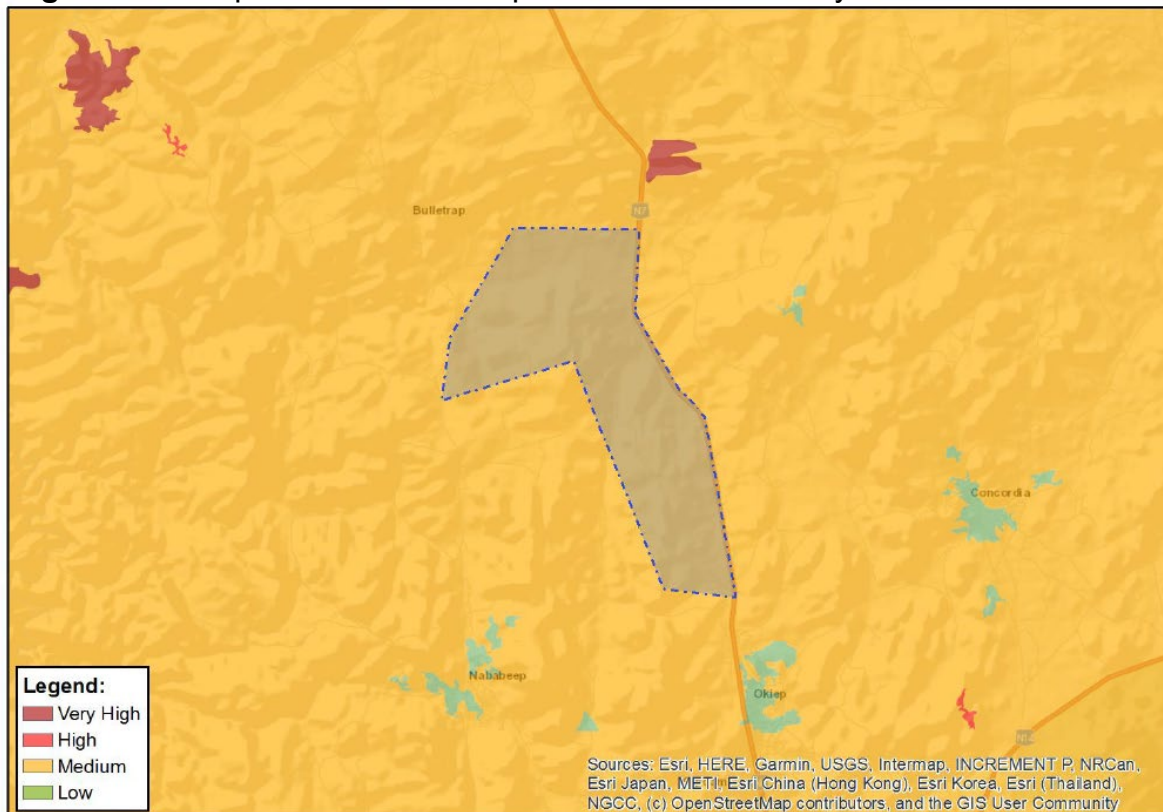 Bulletrap
N7
Concordia
Nababeep
Okiep
N14
Legend:
Very High
High
Medium
Low
Sources: Esri, HERE, Garmin, USGS, Intermap, INCREMENT P, NRCan,
Esri Japan, METI, Esri China (Hong Kong), Esri Korea, Esri (Thailand),
NGCC, (c) OpenStreetMap contributors, and the GIS User Community